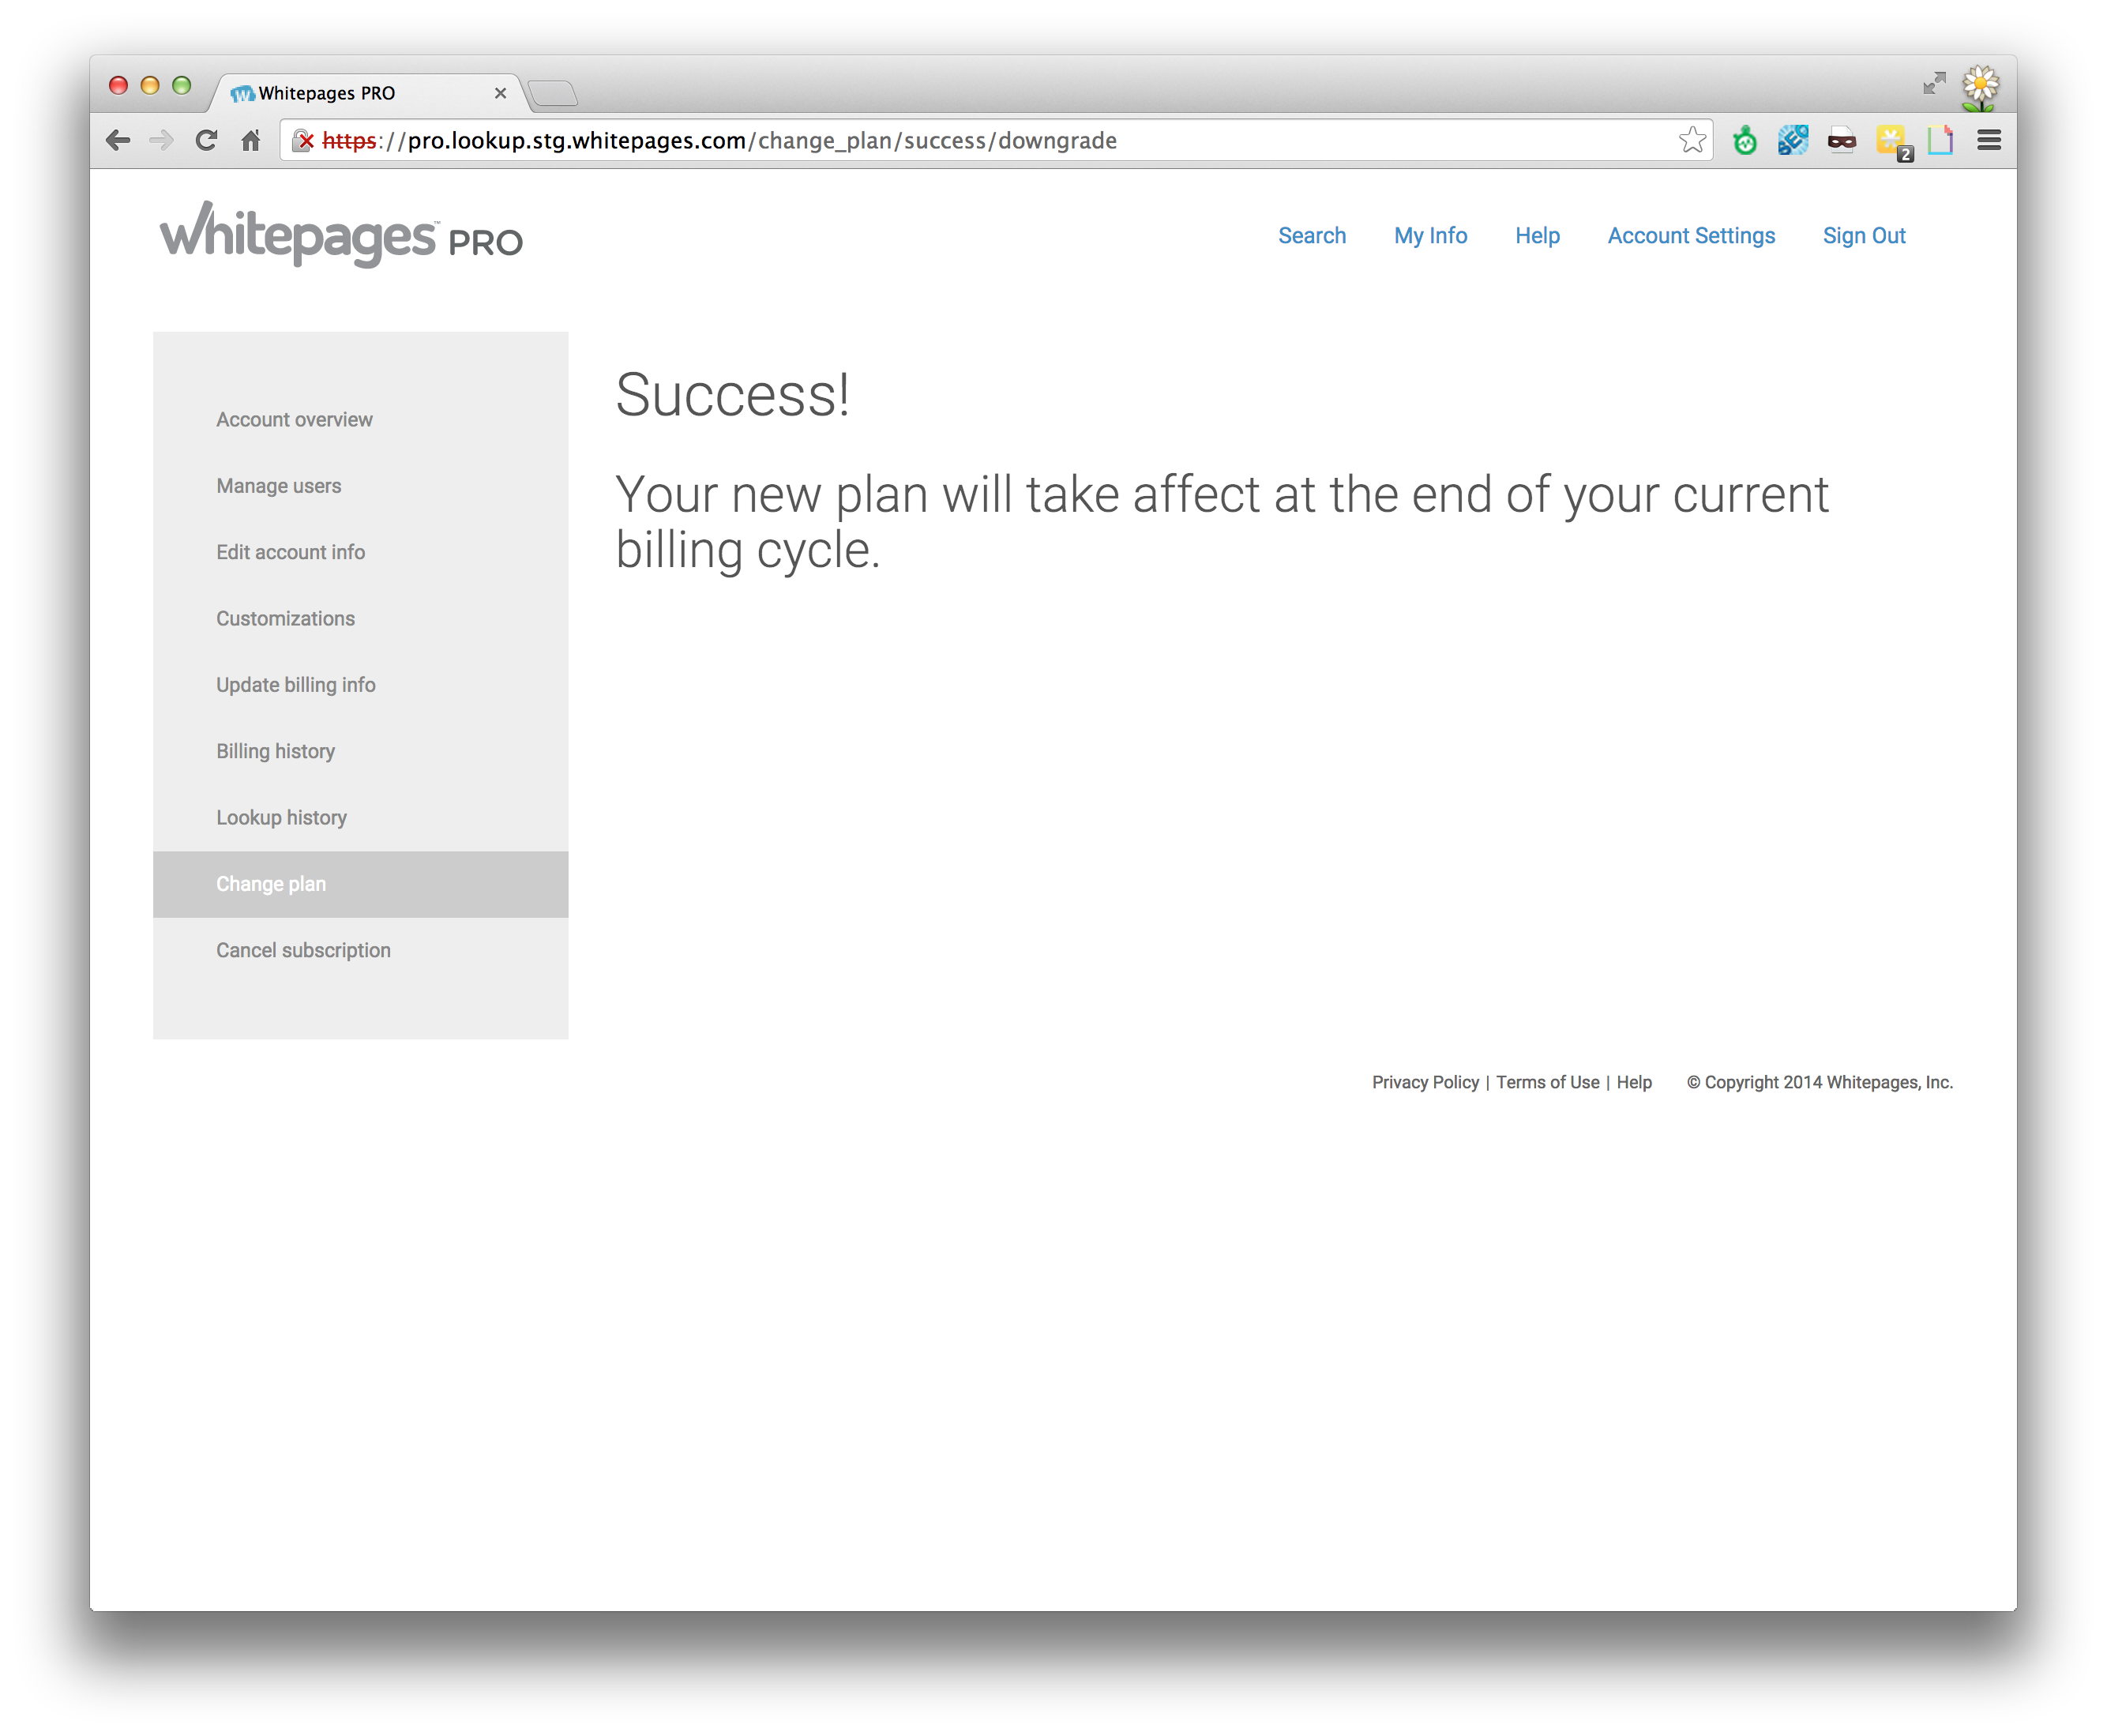 Whitepages PRO
https://pro.lookup.stg.whitepages.com/change_plan/success/downgrade
2
whitepages™ PRO
Search My Info Help Account Settings Sign Out
Account overview
Manage users
Edit account info
Customizations
Update billing info
Billing history
Lookup history
Change plan
Cancel subscription
Success!
Your new plan will take affect at the end of your current
billing cycle.
Privacy Policy | Terms of Use | Help © Copyright 2014 Whitepages, Inc.